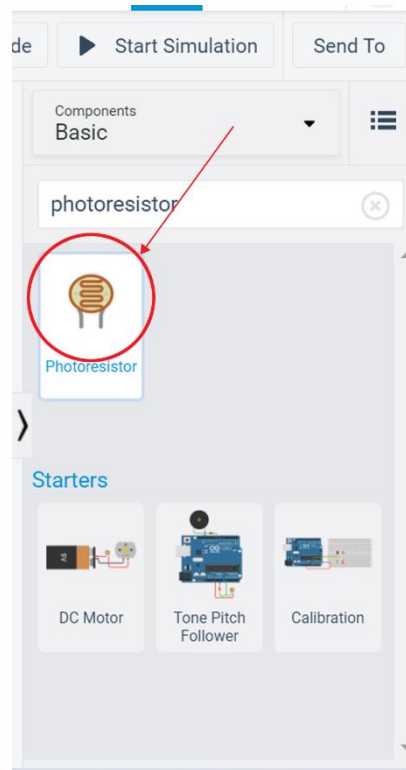 de
Start Simulation
Send To
Components
Basic
photoresistor
Photoresistor
Starters
DC Motor
Tone Pitch
Follower
Calibration